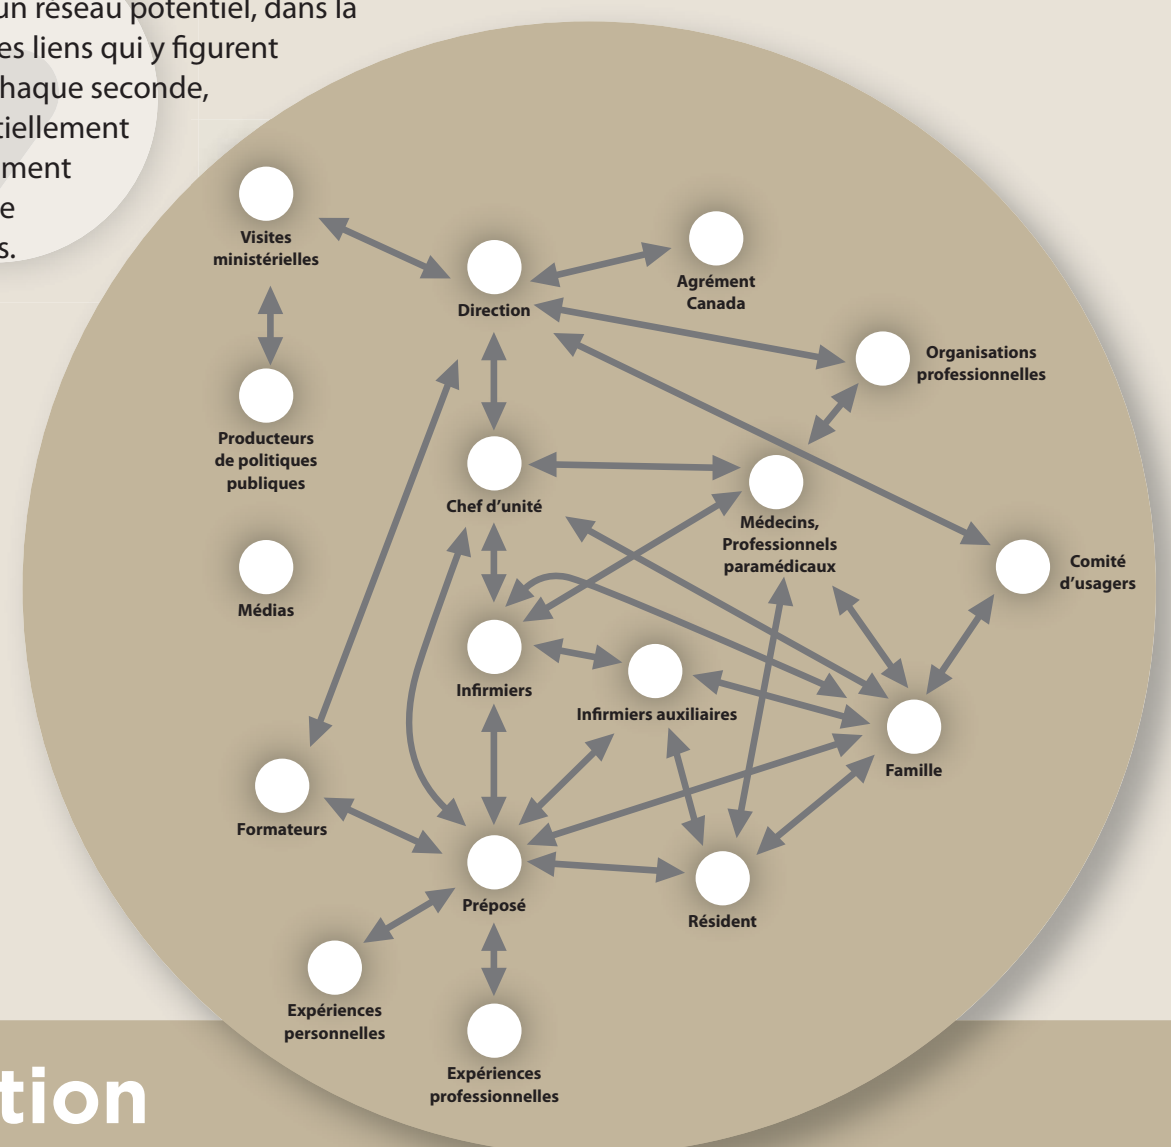 un réseau potentiel, dans la
es liens qui y figurent
haque seconde,
tiellement
ment
e
s.
Visites
ministérielles
Direction
Agrément
Canada
Organisations
professionnelles
Producteurs
de politiques
publiques
Chef d’unité
Médecins,
Professionnels
paramédicaux
Comité
d’usagers
Médias
Infirmiers
Infirmiers auxiliaires
Famille
Formateurs
Préposé
Résident
Expériences
personnelles
Expériences
professionnelles
tion